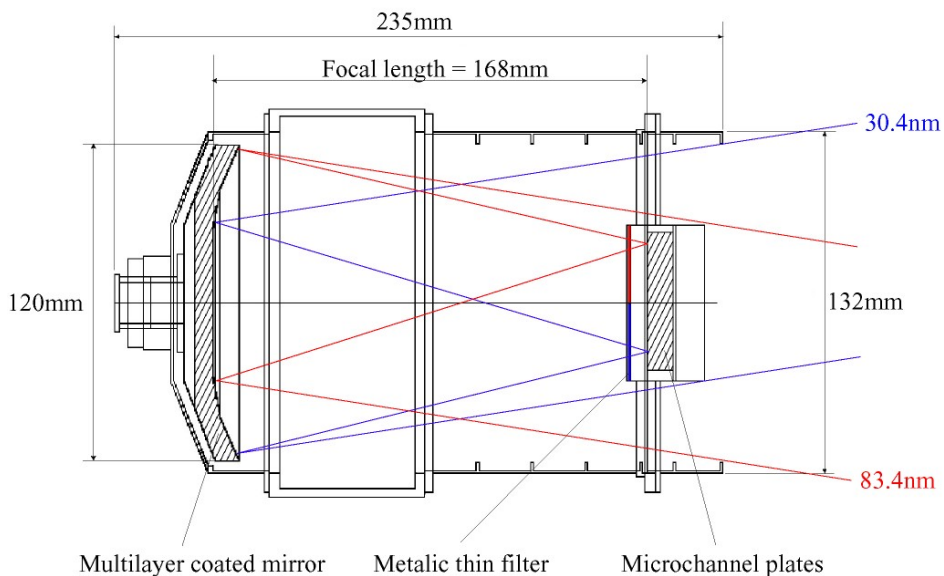 235mm
Focal length = 168mm
30.4nm
120mm
132mm
83.4nm
Multilayer coated mirror
Metalic thin filter
Microchannel plates